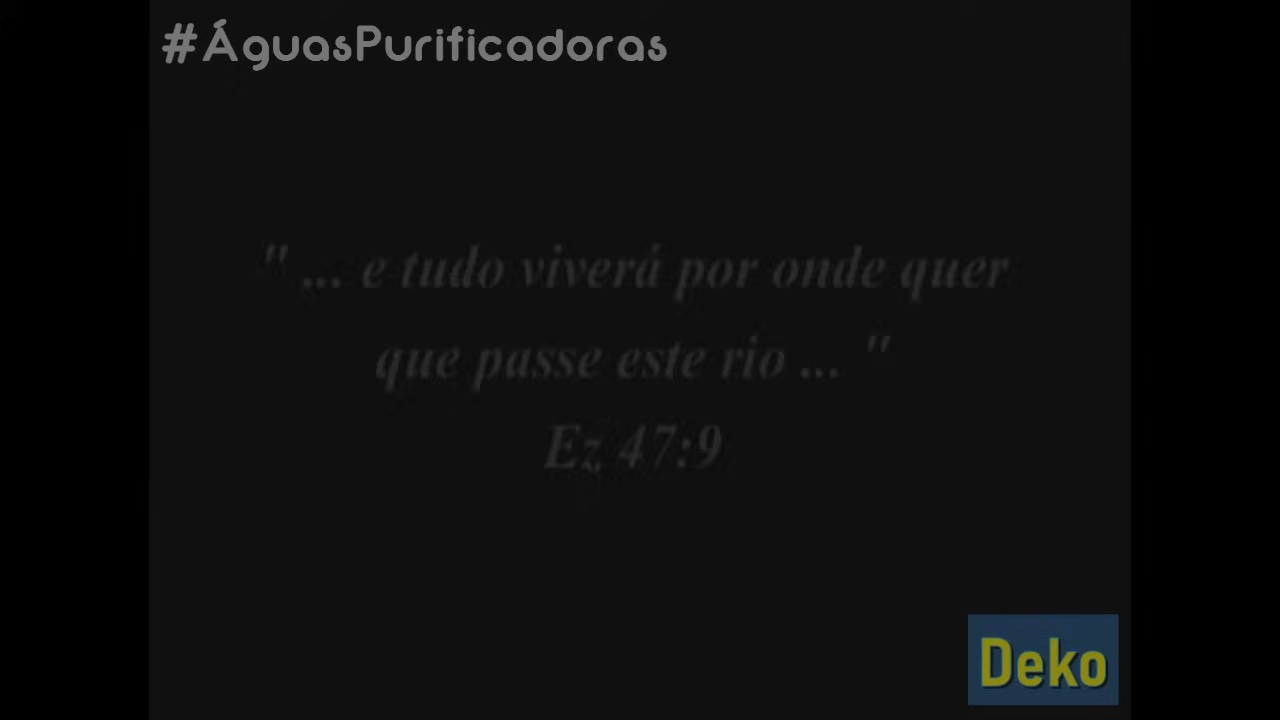 #ÁguasPurificadoras
" ... e tudo viverá por onde quer
que passe este rio ... "
Ez 47:9
Deko